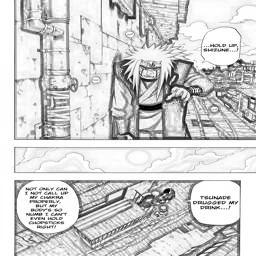 ...HOLD UP,
SHIZUNE...!
TSUNADE
DRUGGED MY
DRINK...!
NOT ONLY CAN
I NOT CALL UP
MY CHAKRA
PROPERLY,
BUT MY
BODY'S SO
NUMB I CAN'T
EVEN HOLD
CHOPSTICKS
RIGHT!